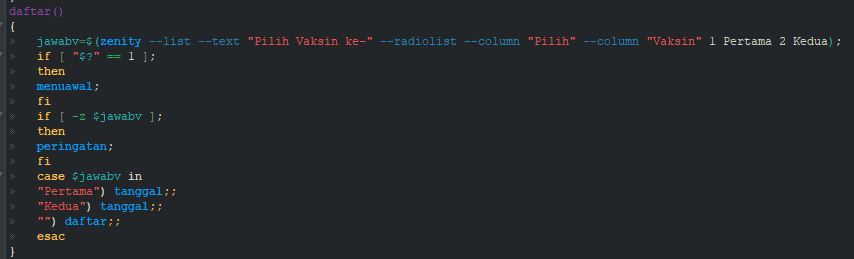 daftar()
{
» jawabv=$(zenity --list --text "Pilih Vaksin ke-" --radiolist --column "Pilih" --column "Vaksin" 1 Pertama 2 Kedua);
» if [ "$?" == 1 ];
» then
» menuawal;
» fi
» if [ -z $jawabv ];
» then
» peringatan;
» fi
» case $jawabv in
» "Pertama") tanggal;;
» "Kedua") tanggal;;
» "") daftar;;
» esac
}